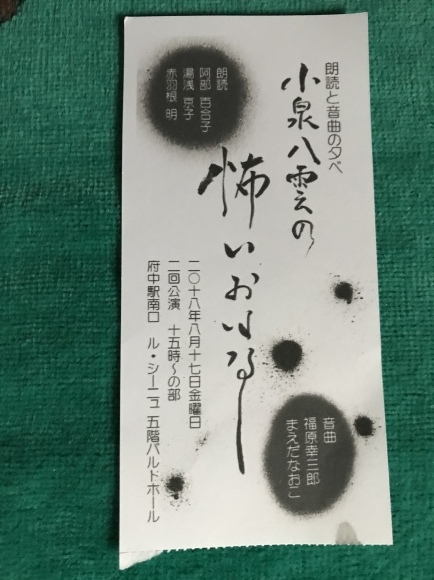 朗読と音曲の夕べ
小泉八雲の
怖いおはなし
朗読
阿部 百合子
湯浅 京子
赤羽根 明
二〇十八年八月十七日金曜日
二回公演 十五時～の部
府中駅南口 ル・シーニュ 五階バルトホール
音曲
福原幸三郎
まえだなおこ